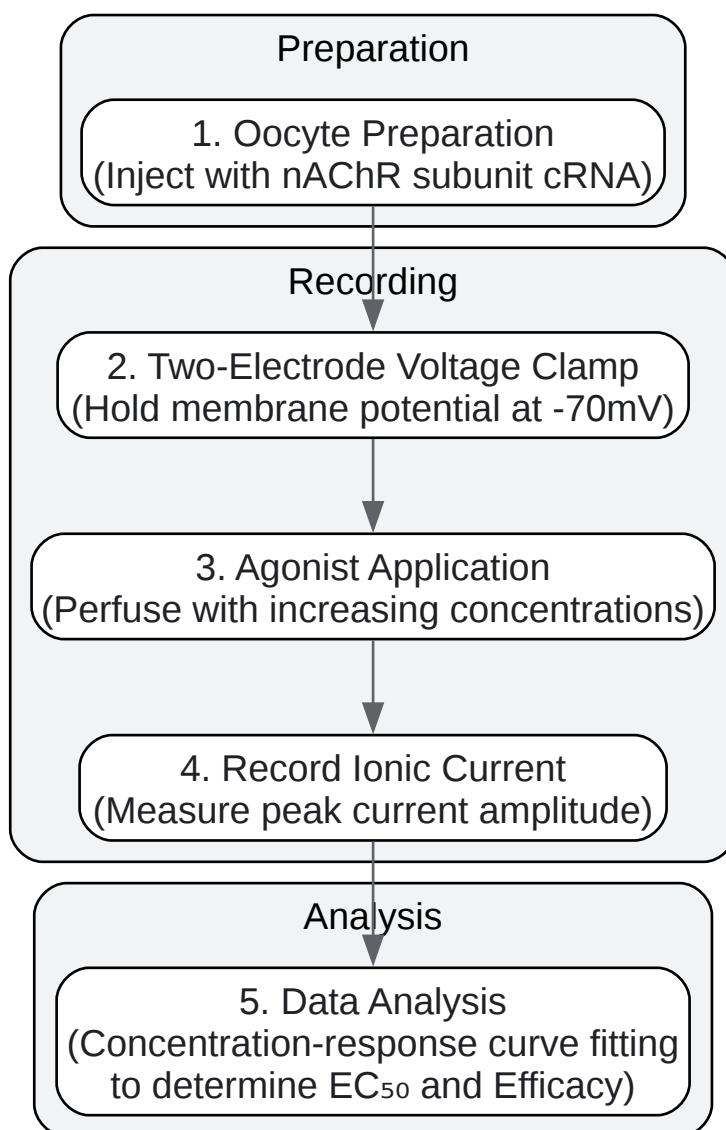 Preparation
1. Oocyte Preparation
(Inject with nAChR subunit cRNA)
Recording
2. Two-Electrode Voltage Clamp
(Hold membrane potential at -70mV)
3. Agonist Application
(Perfuse with increasing concentrations)
4. Record Ionic Current
(Measure peak current amplitude)
Analysis
5. Data Analysis
(Concentration-response curve fitting
to determine EC₅₀ and Efficacy)